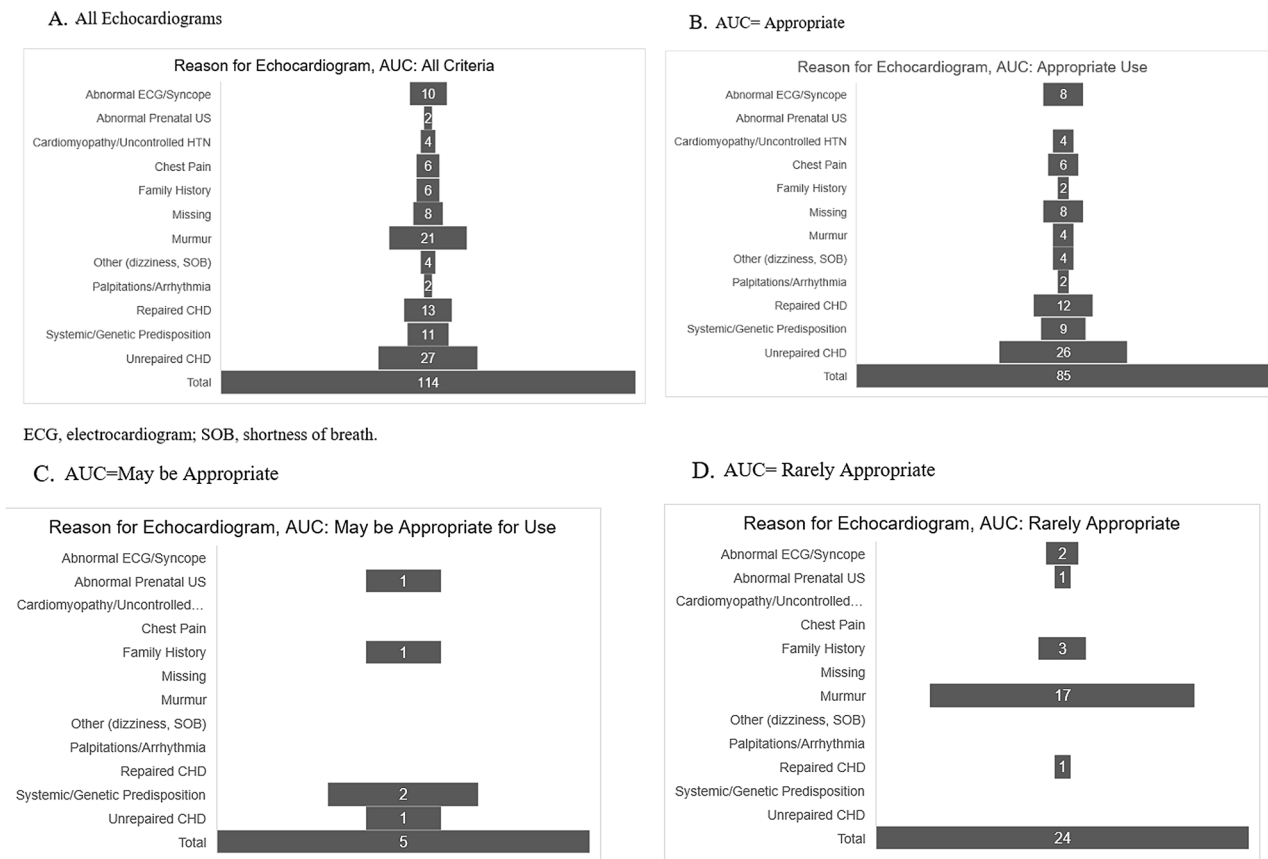 A. All Echocardiograms
Reason for Echocardiogram, AUC: All Criteria
Abnormal ECG/Syncope 10
Abnormal Prenatal US 2
Cardiomyopathy/Uncontrolled HTN 4
Chest Pain 6
Family History 6
Missing 8
Murmur 21
Other (dizziness, SOB) 4
Palpitations/Arrhythmia 2
Repaired CHD 13
Systemic/Genetic Predisposition 11
Unrepaired CHD 27
Total 114
B. AUC= Appropriate
Reason for Echocardiogram, AUC: Appropriate Use
Abnormal ECG/Syncope 8
Abnormal Prenatal US
Cardiomyopathy/Uncontrolled HTN 4
Chest Pain 6
Family History 2
Missing 8
Murmur 4
Other (dizziness, SOB) 4
Palpitations/Arrhythmia 2
Repaired CHD 12
Systemic/Genetic Predisposition 9
Unrepaired CHD 26
Total 85
ECG, electrocardiogram; SOB, shortness of breath.
C. AUC=May be Appropriate
Reason for Echocardiogram, AUC: May be Appropriate for Use
Abnormal ECG/Syncope
Abnormal Prenatal US 1
Cardiomyopathy/Uncontrolled...
Chest Pain
Family History 1
Missing
Murmur
Other (dizziness, SOB)
Palpitations/Arrhythmia
Repaired CHD
Systemic/Genetic Predisposition 2
Unrepaired CHD 1
Total 5
D. AUC= Rarely Appropriate
Reason for Echocardiogram, AUC: Rarely Appropriate
Abnormal ECG/Syncope 2
Abnormal Prenatal US 1
Cardiomyopathy/Uncontrolled...
Chest Pain
Family History 3
Missing
Murmur 17
Other (dizziness, SOB)
Palpitations/Arrhythmia
Repaired CHD 1
Systemic/Genetic Predisposition
Unrepaired CHD
Total 24